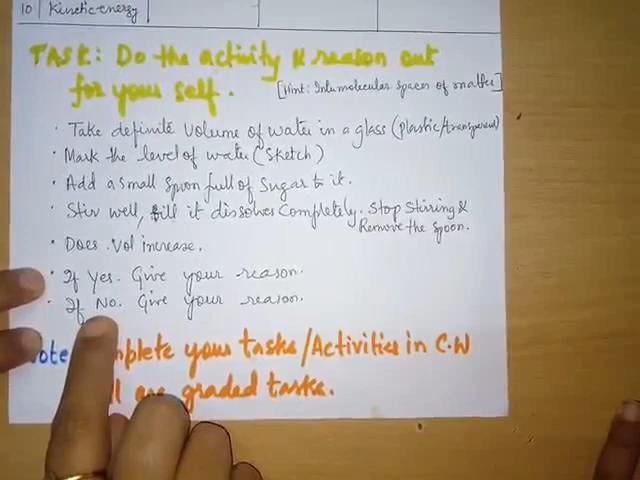 10 Kinetic energy
TASK: Do the activity & reason out
for your self. [Hint: Intermolecular spaces of matter]
· Take definite volume of water in a glass (plastic/transparent)
· Mark the level of water (Sketch)
· Add a small spoon full of sugar to it.
· Stir well, till it dissolves completely. Stop stirring &
Remove the spoon.
· Does Vol increase.
· If Yes. Give your reason.
· If No. Give your reason.
Note: complete your tasks/Activities in C.W
are graded tasks.